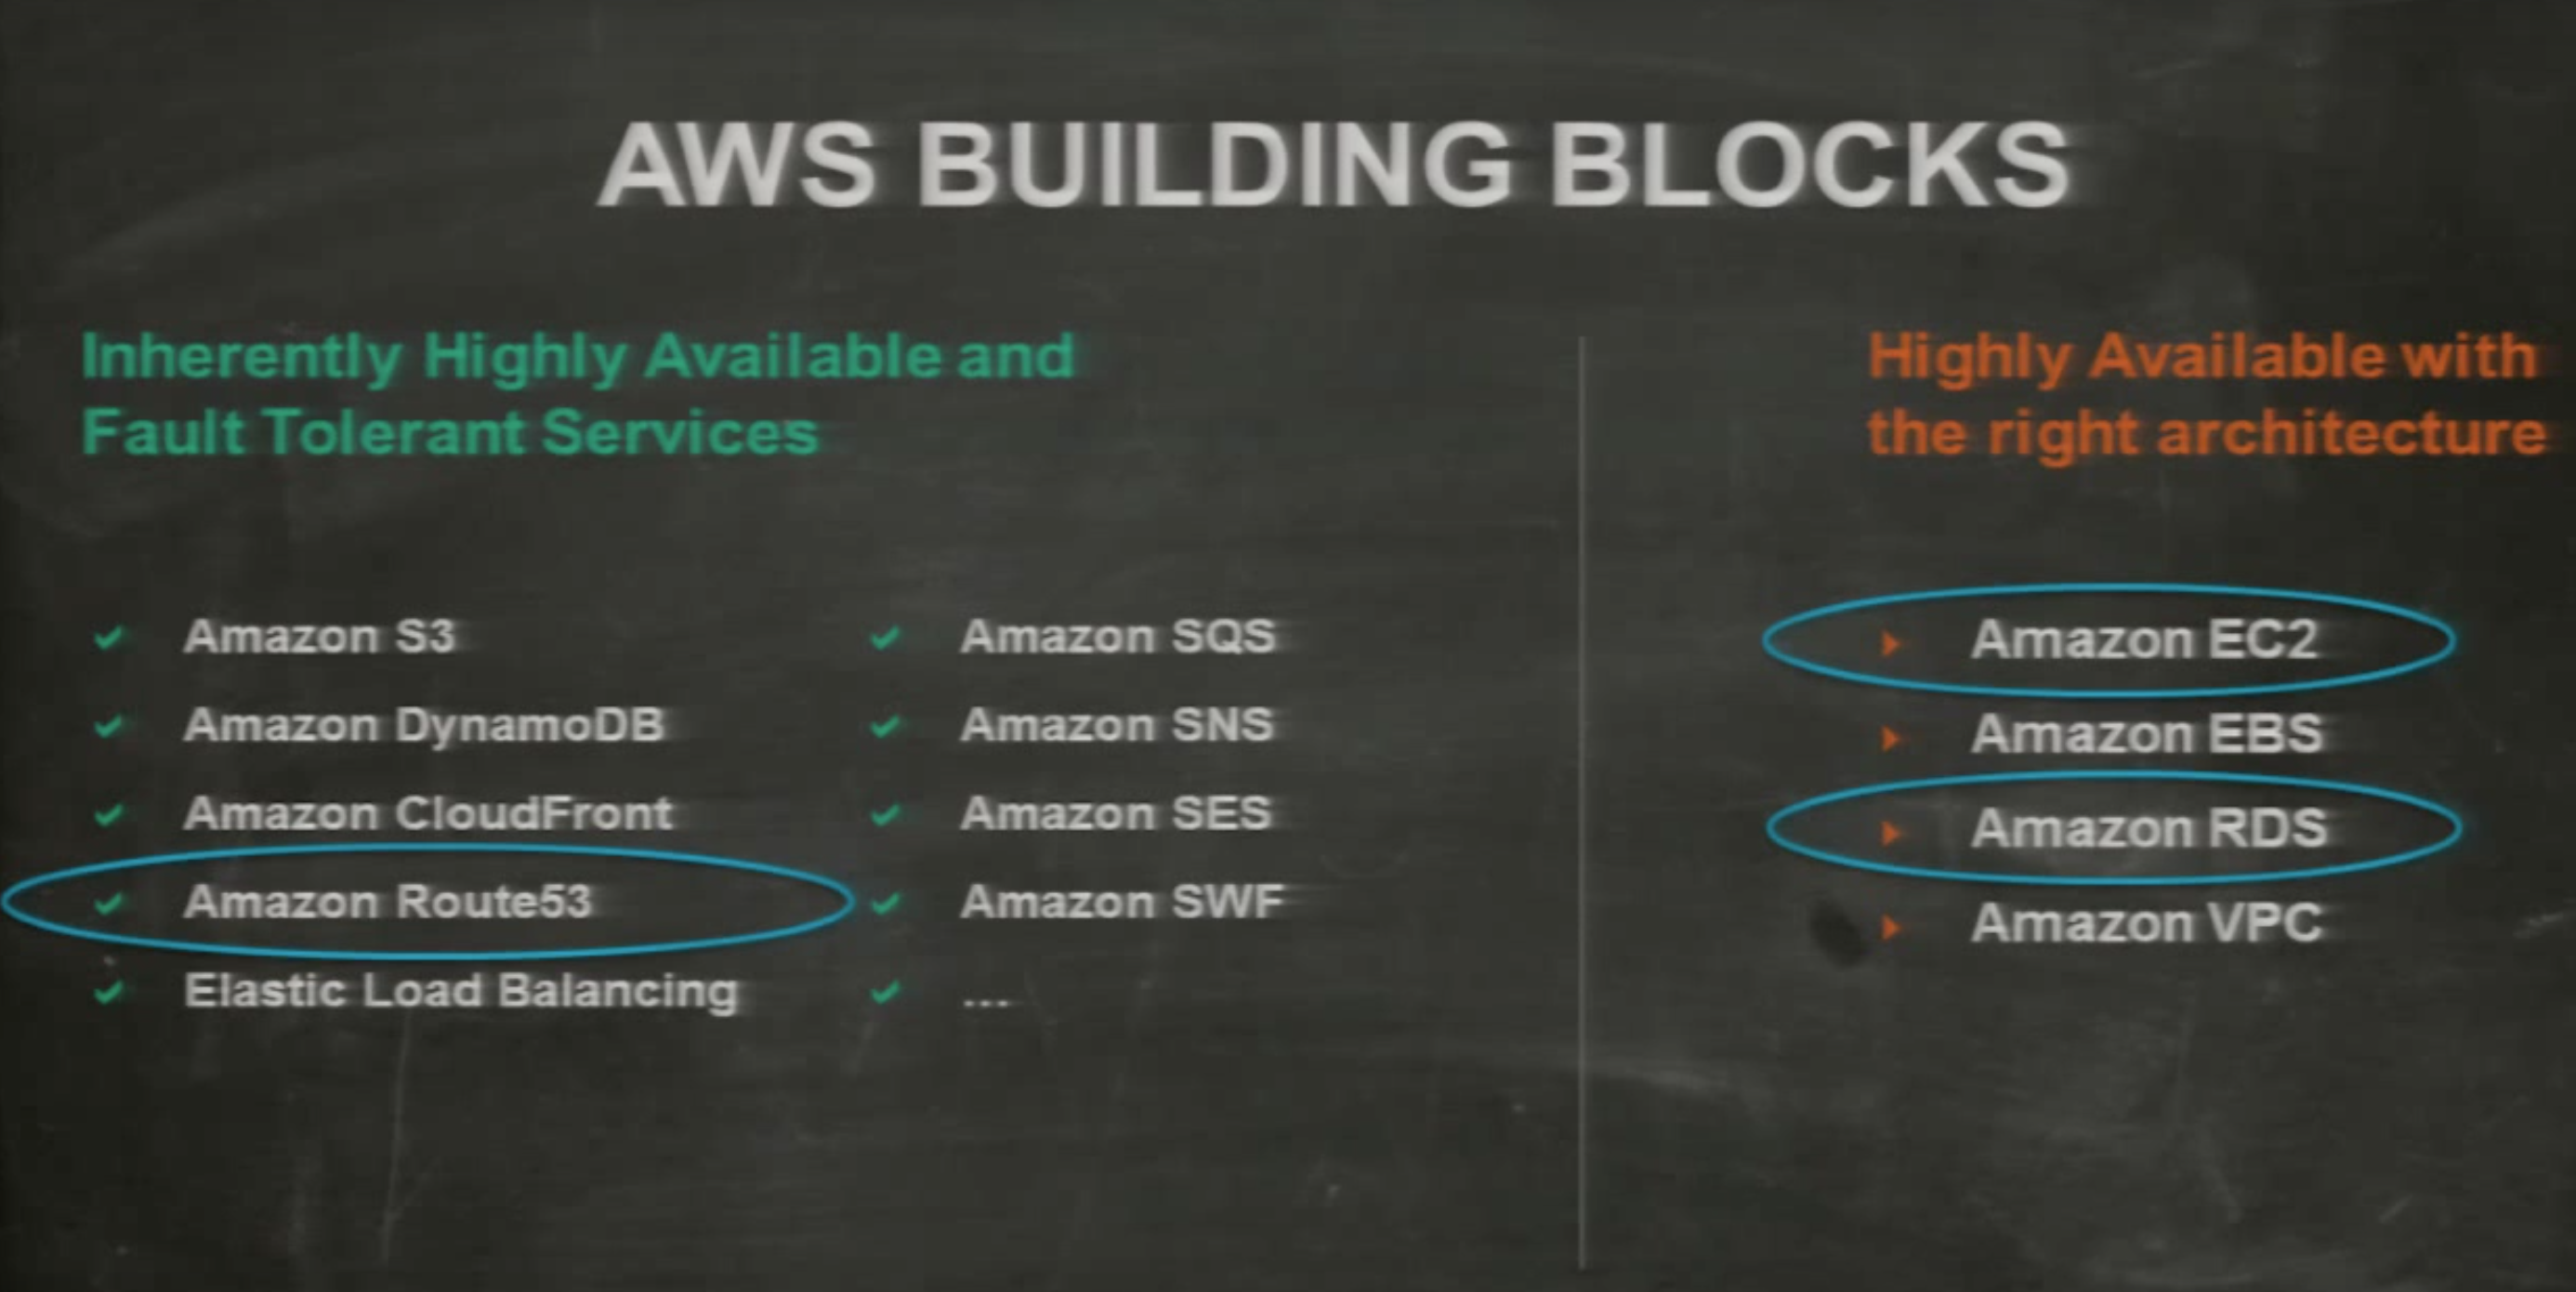 AWS BUILDING BLOCKS
Inherently Highly Available and
Fault Tolerant Services
Amazon S3
Amazon DynamoDB
Amazon CloudFront
Amazon Route53
Elastic Load Balancing
Amazon SQS
Amazon SNS
Amazon SES
Amazon SWF
...
Highly Available with
the right architecture
Amazon EC2
Amazon EBS
Amazon RDS
Amazon VPC